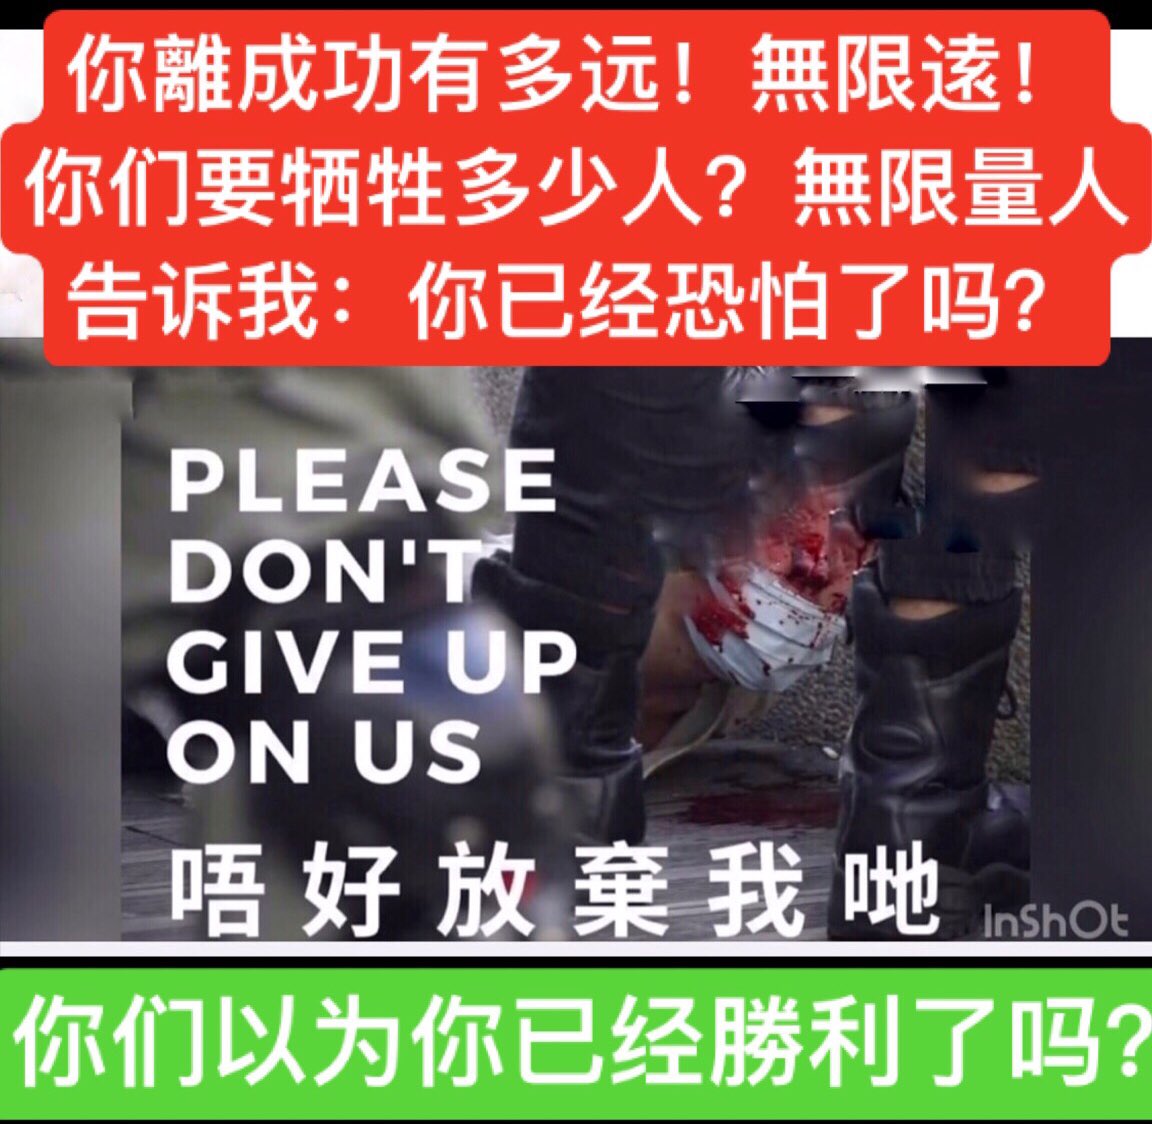 你離成功有多远！無限遠！
你们要牺牲多少人？無限量人
告诉我：你已经恐怕了吗？
PLEASE
DON'T
GIVE UP
ON US
唔好放棄我哋
InShOt
你们以为你已经勝利了吗？